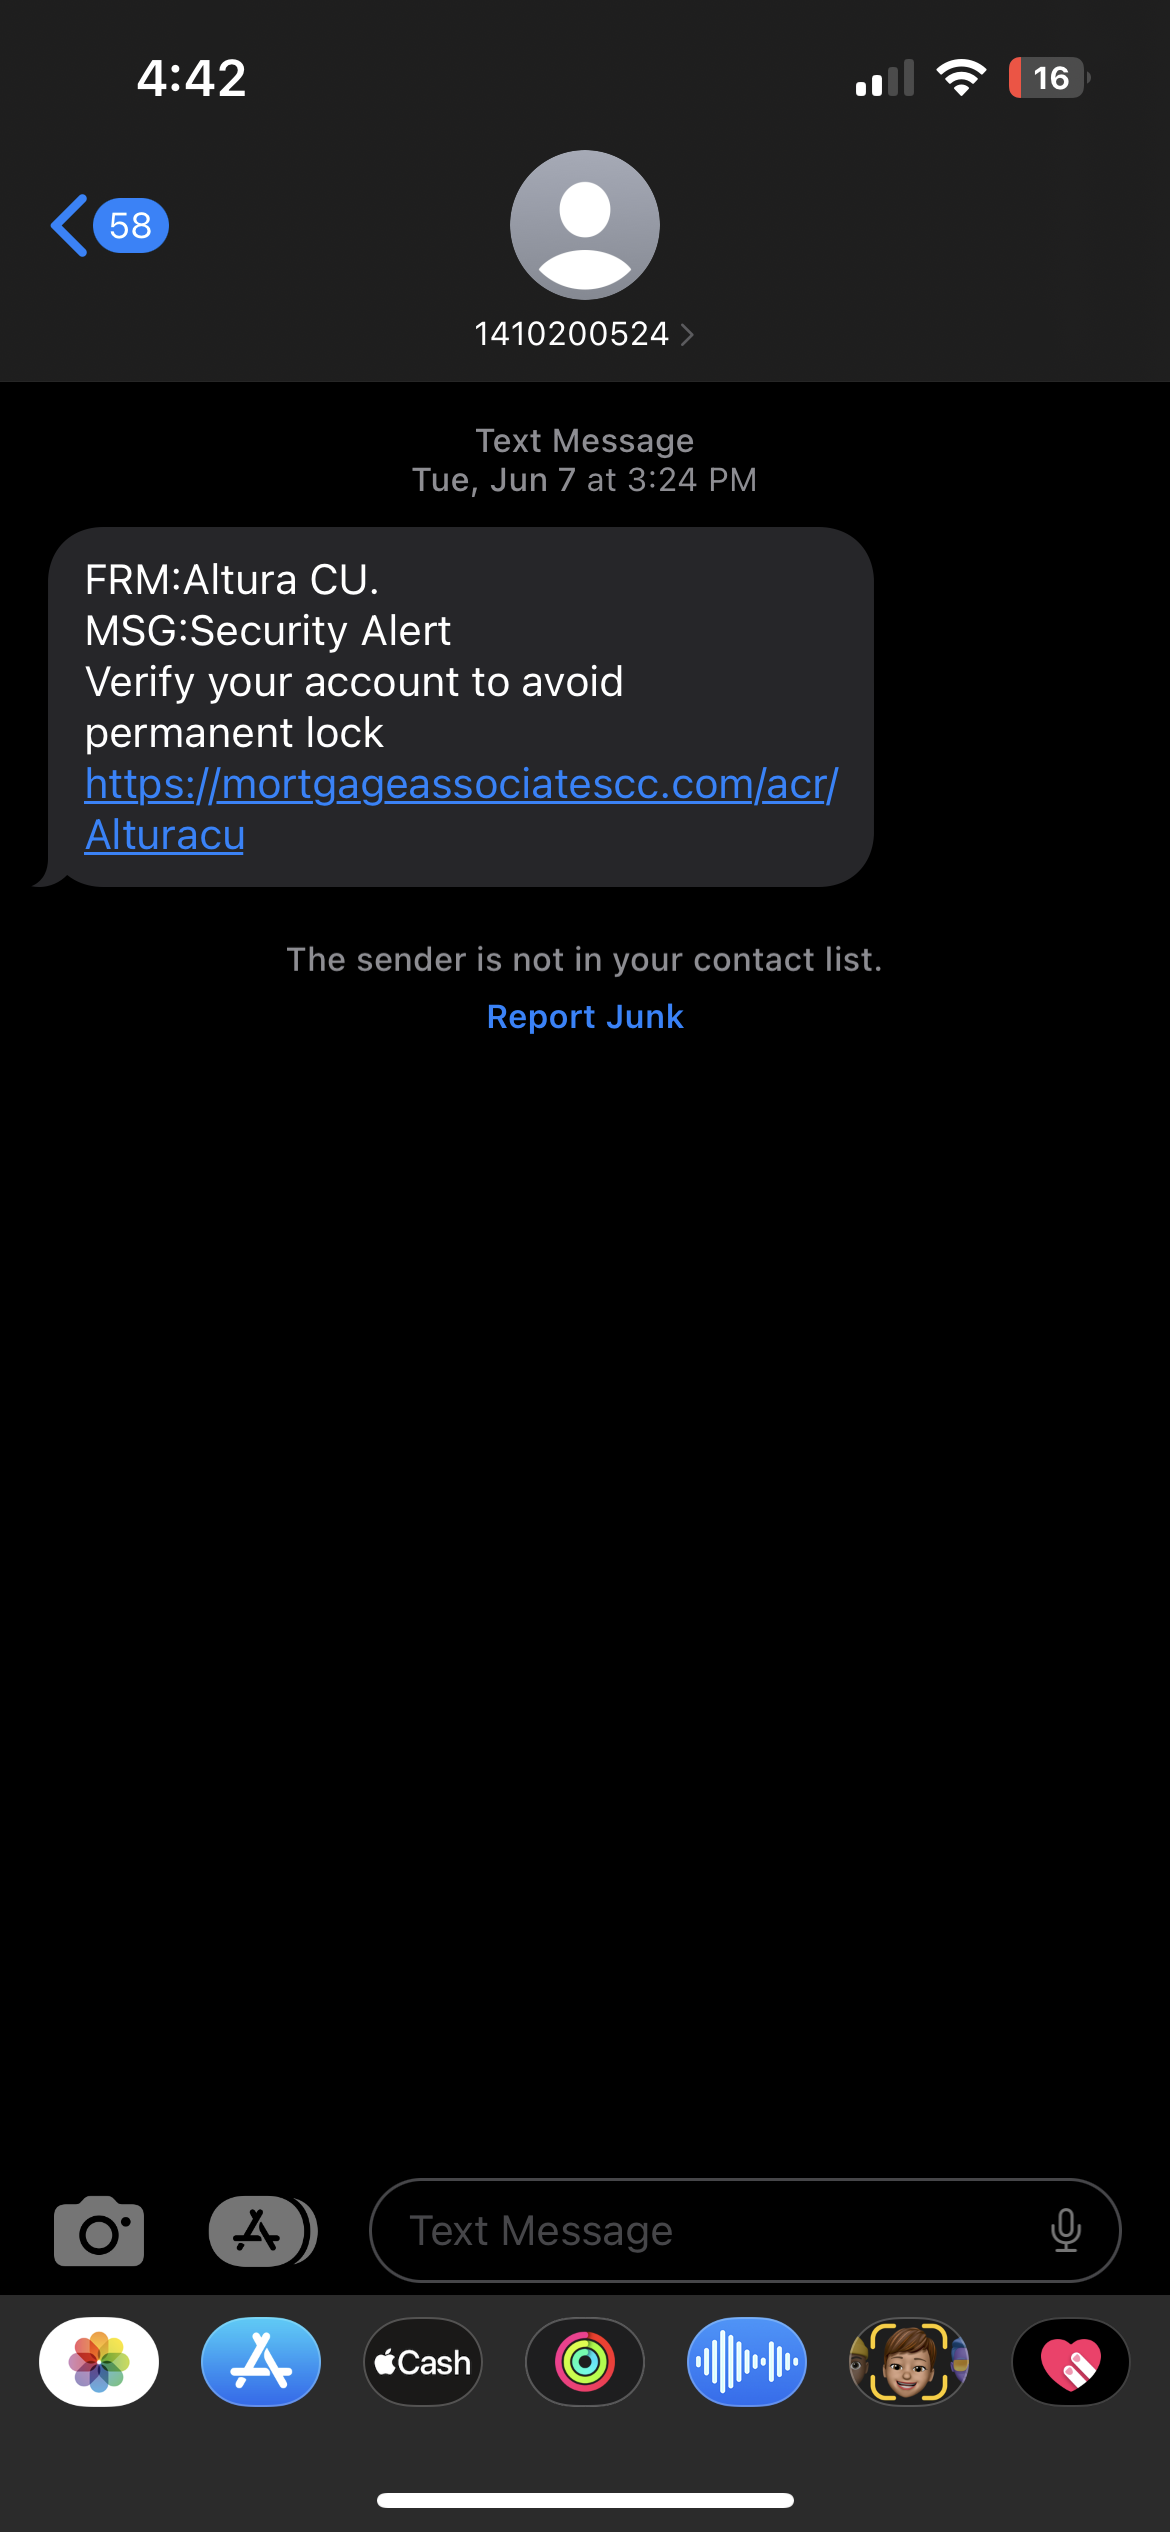 4:42
16
58
1410200524
Text Message
Tue, Jun 7 at 3:24 PM
FRM:Altura CU.
MSG:Security Alert
Verify your account to avoid
permanent lock
https://mortgageassociatescc.com/acr/
Alturacu
The sender is not in your contact list.
Report Junk
Text Message
Cash